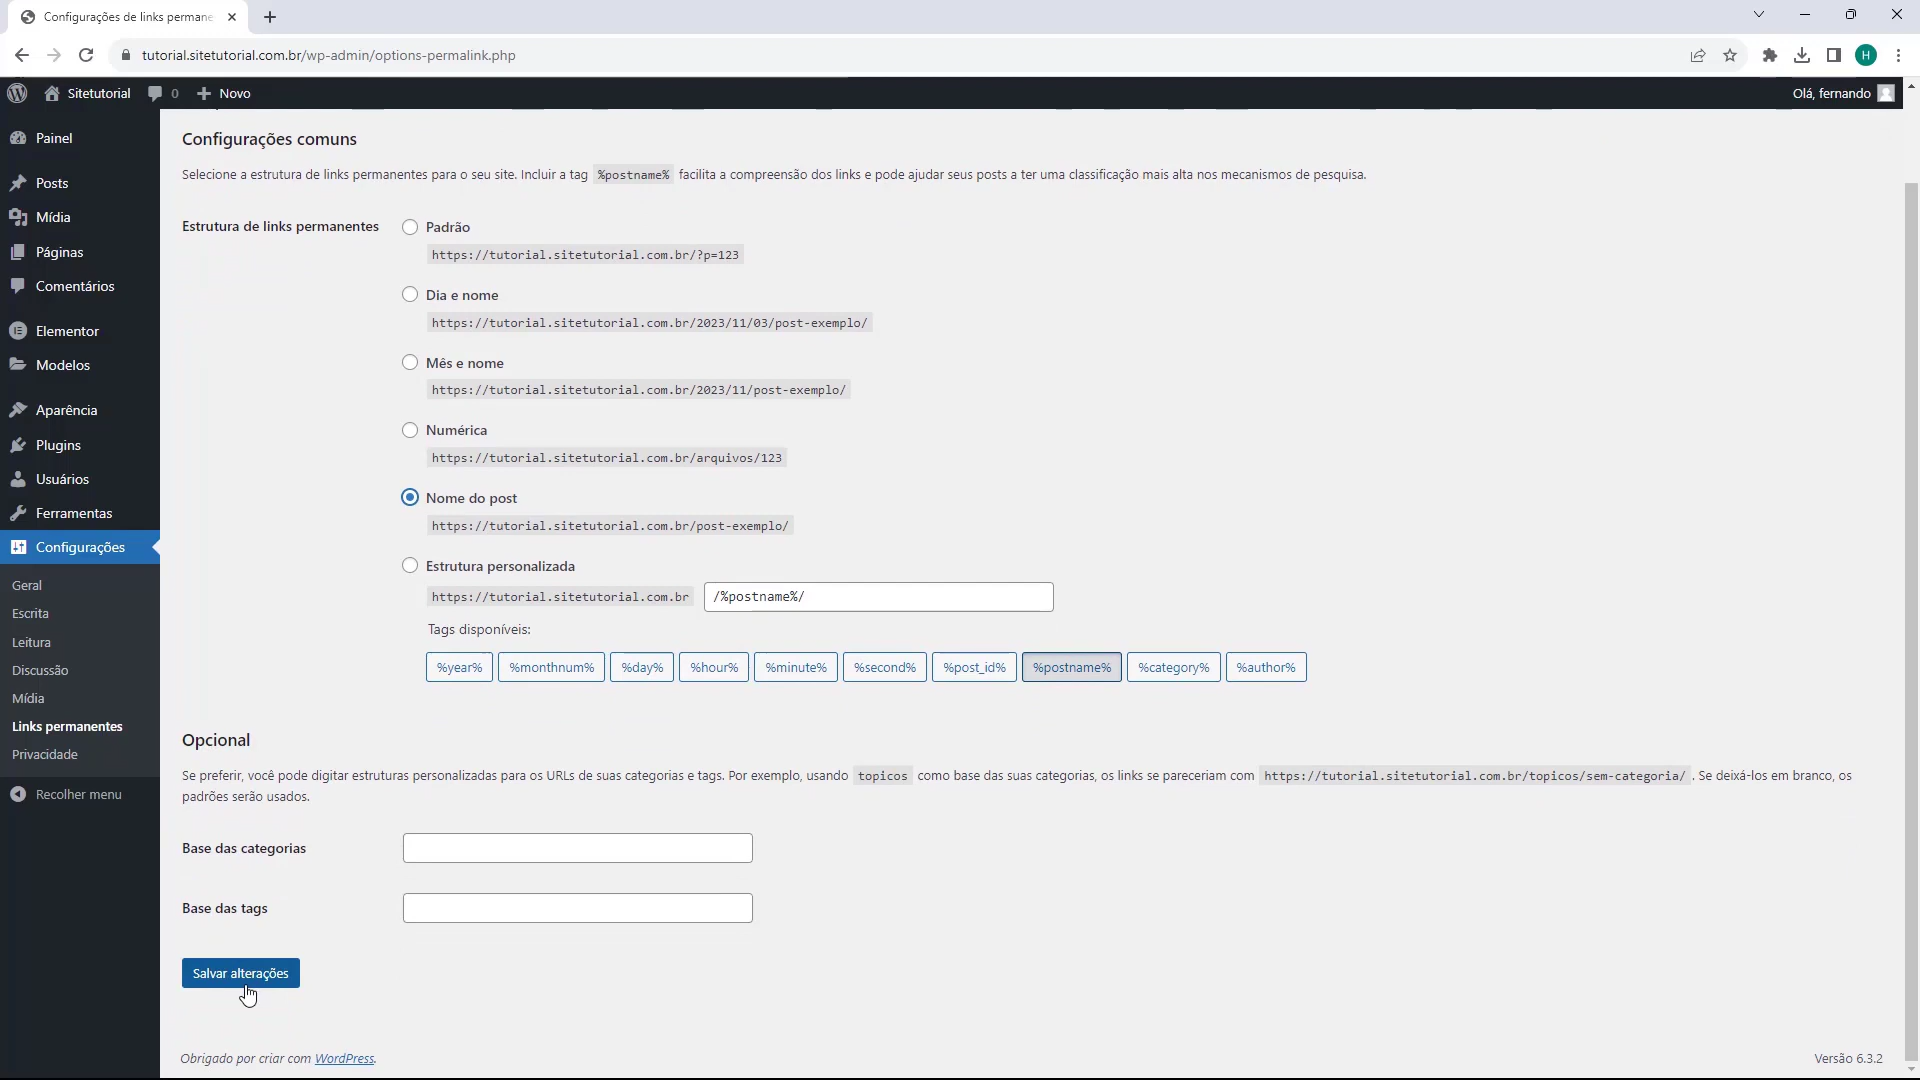 Configurações de links permane
tutorial.sitetutorial.com.br/wp-admin/options-permalink.php
H
Sitetutorial 0 Novo
Olá, fernando
Painel
Posts
Mídia
Páginas
Comentários
Elementor
Modelos
Aparência
Plugins
Usuários
Ferramentas
Configurações
Geral
Escrita
Leitura
Discussão
Mídia
Links permanentes
Privacidade
Recolher menu
Configurações comuns
Selecione a estrutura de links permanentes para o seu site. Incluir a tag %postname% facilita a compreensão dos links e pode ajudar seus posts a ter uma classificação mais alta nos mecanismos de pesquisa.
Estrutura de links permanentes
Padrão
https://tutorial.sitetutorial.com.br/?p=123
Dia e nome
https://tutorial.sitetutorial.com.br/2023/11/03/post-exemplo/
Mês e nome
https://tutorial.sitetutorial.com.br/2023/11/post-exemplo/
Numérica
https://tutorial.sitetutorial.com.br/arquivos/123
Nome do post
https://tutorial.sitetutorial.com.br/post-exemplo/
Estrutura personalizada
https://tutorial.sitetutorial.com.br /%postname%/
Tags disponíveis:
%year% %monthnum% %day% %hour% %minute% %second% %post_id% %postname% %category% %author%
Opcional
Se preferir, você pode digitar estruturas personalizadas para os URLs de suas categorias e tags. Por exemplo, usando topicos como base das suas categorias, os links se pareceriam com https://tutorial.sitetutorial.com.br/topicos/sem-categoria/ . Se deixá-los em branco, os
padrões serão usados.
Base das categorias
Base das tags
Salvar alterações
Obrigado por criar com WordPress.
Versão 6.3.2